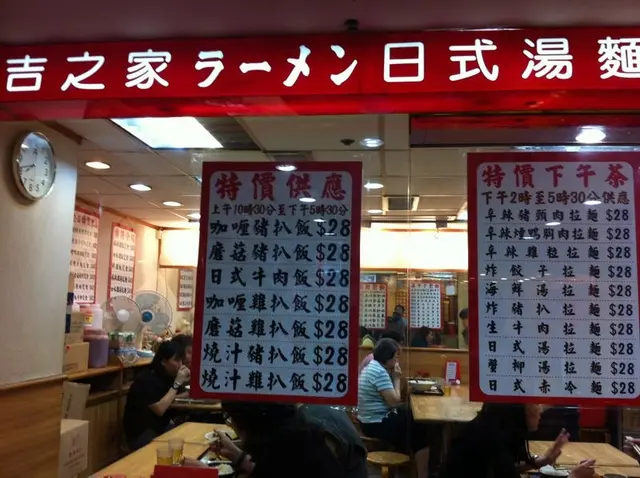 吉之家ラーメン日式湯麵
特價供應
上午10時30分至下午5時30分
咖喱豬扒飯$28
蘑菇豬扒飯$28
日式牛肉飯$28
咖喱雞扒飯$28
蘑菇雞扒飯$28
燒汁豬扒飯$28
燒汁雞扒飯$28
特價下午茶
下午2時至5時30分供應
卑辣豬頸肉拉麵$28
卑辣煙鴨胸肉拉麵$28
卑辣雞粒拉麵$28
炸餃子拉麵$28
海鮮湯拉麵$28
炸豬扒拉麵$28
生牛肉拉麵$28
日式湯拉麵$28
蟹柳湯拉麵$28
日式赤冷麵$28